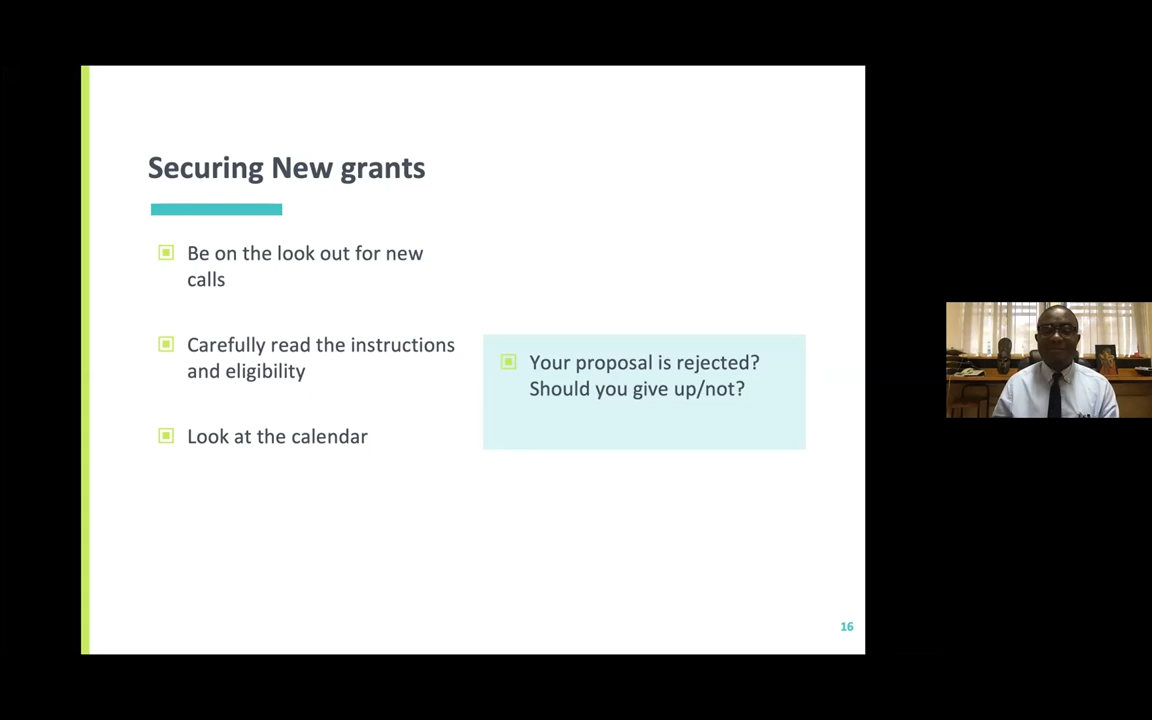 Securing New grants
Be on the look out for new
calls
Carefully read the instructions
and eligibility
Look at the calendar
Your proposal is rejected?
Should you give up/not?
16